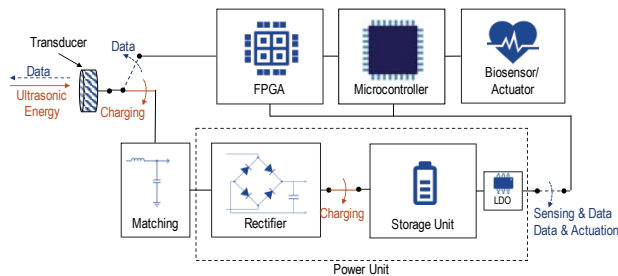 Transducer
Data
Data
Ultrasonic
Energy
Charging
FPGA
Microcontroller
Biosensor/
Actuator
Matching
Rectifier
Charging
Storage Unit
LDO
Sensing & Data
Data & Actuation
Power Unit